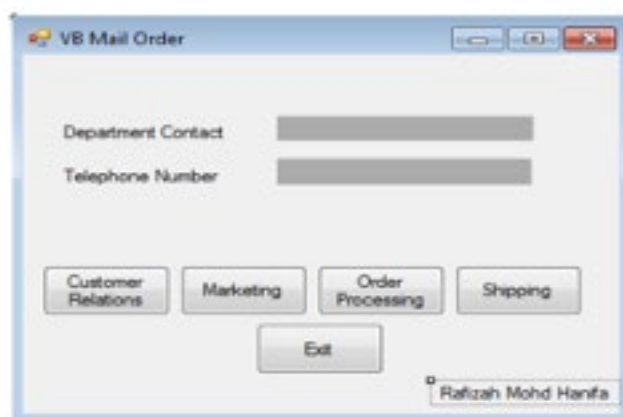 VB Mail Order
Department Contact
Telephone Number
Customer
Relations
Marketing
Order
Processing
Shipping
Exit
Rafizah Mohd Hanifa